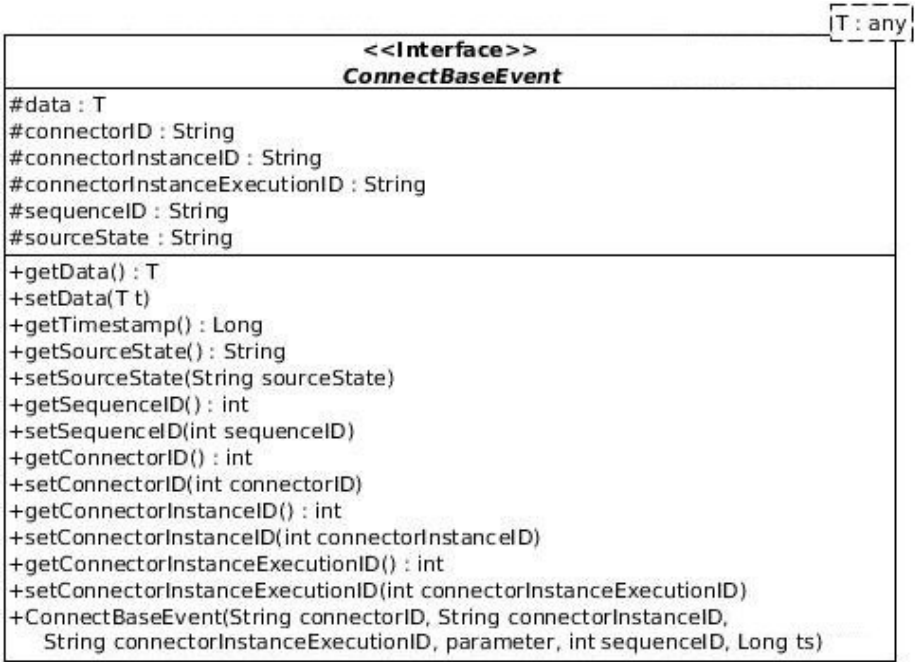 T : any
<<Interface>>
ConnectBaseEvent
#data : T
#connectorID : String
#connectorInstanceID : String
#connectorInstanceExecutionID : String
#sequenceID : String
#sourceState : String
+getData() : T
+setData(T t)
+getTimestamp() : Long
+getSourceState() : String
+setSourceState(String sourceState)
+getSequenceID() : int
+setSequenceID(int sequenceID)
+getConnectorID() : int
+setConnectorID(int connectorID)
+getConnectorInstanceID() : int
+setConnectorInstanceID(int connectorInstanceID)
+getConnectorInstanceExecutionID() : int
+setConnectorInstanceExecutionID(int connectorInstanceExecutionID)
+ConnectBaseEvent(String connectorID, String connectorInstanceID,
String connectorInstanceExecutionID, parameter, int sequenceID, Long ts)